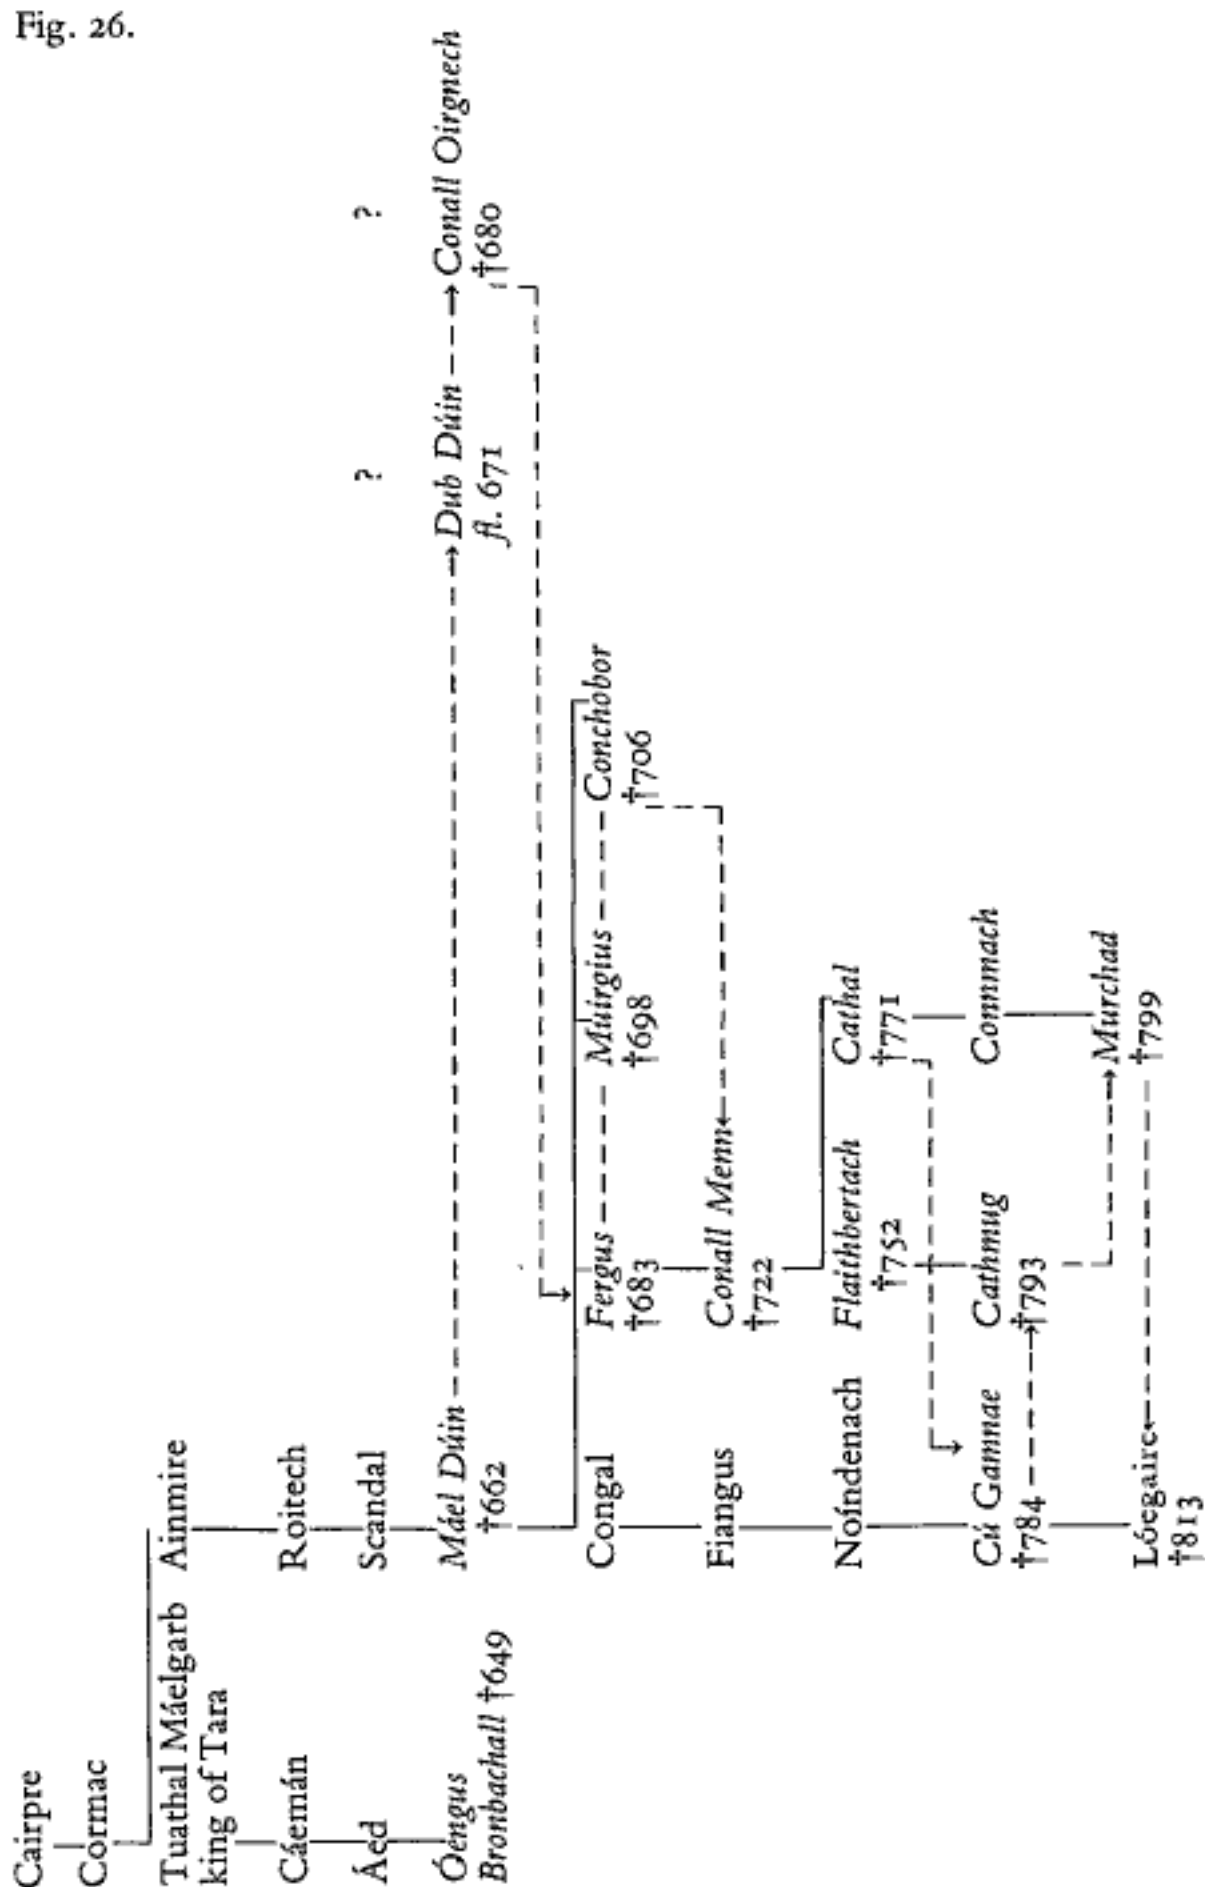 Fig. 26.
Cairpre
Cormac
Tuathal Máelgarb
king of Tara
Ainmire
Cáemán
Roitech
Áed
Scandal
?
?
Óengus
Bronbachall †649
Máel Dúin
†662
Dub Dúin
fl. 671
Conall Oirgnech
†680
Congal
Fergus
†683
Múirgius
†698
Conchobor
†706
Fiangus
Conall Menn
†722
Noíndenach
Flaithbertach
†752
Cathal
†771
Cú Gamnae
†784
Cathmug
†793
Connmach
Lóegairc
†813
Murchad
†799